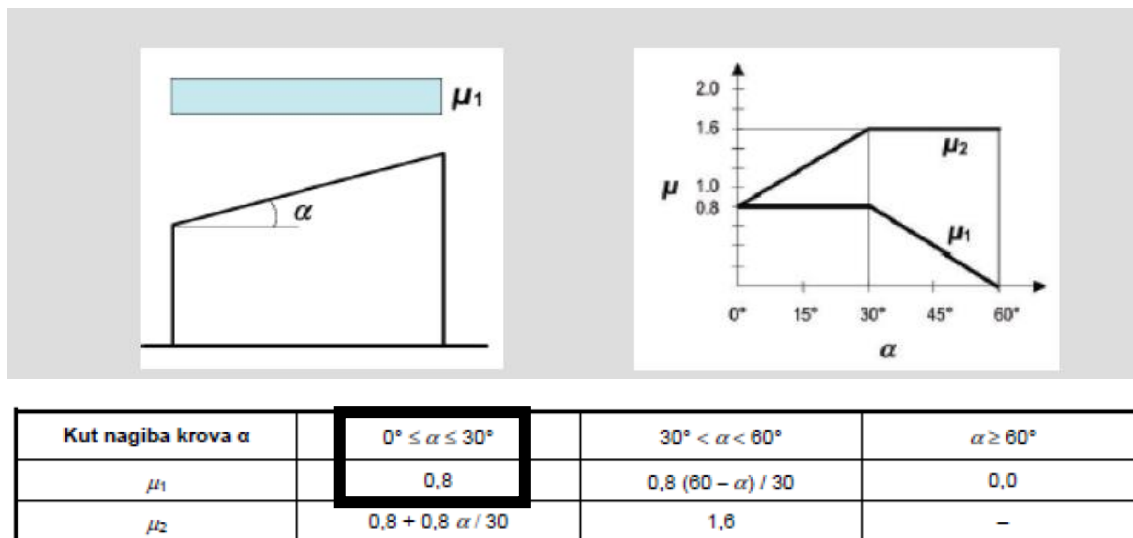 μ1
α
μ
2.0
1.6
1.0
0.8
μ2
μ1
0° 15° 30° 45° 60°
α
Kut nagiba krova α 0° ≤ α ≤ 30° 30° < α < 60° α ≥ 60°
μ1 0,8 0,8 (60 – α) / 30 0,0
μ2 0,8 + 0,8 α / 30 1,6 –